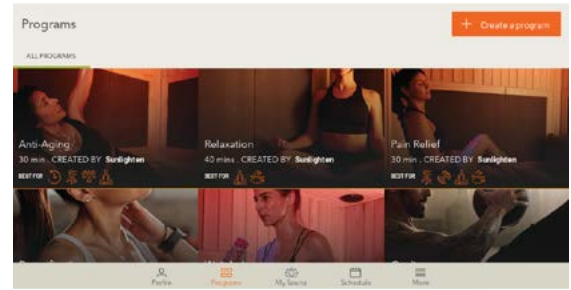 Programs
+ Create a program
ALL PROGRAMS
Anti-Aging
30 min . CREATED BY Sunlighten
BEST FOR
Relaxation
40 mins . CREATED BY Sunlighten
BEST FOR
Pain Relief
30 min . CREATED BY Sunlighten
BEST FOR
Profile
Programs
My Sauna
Schedule
More